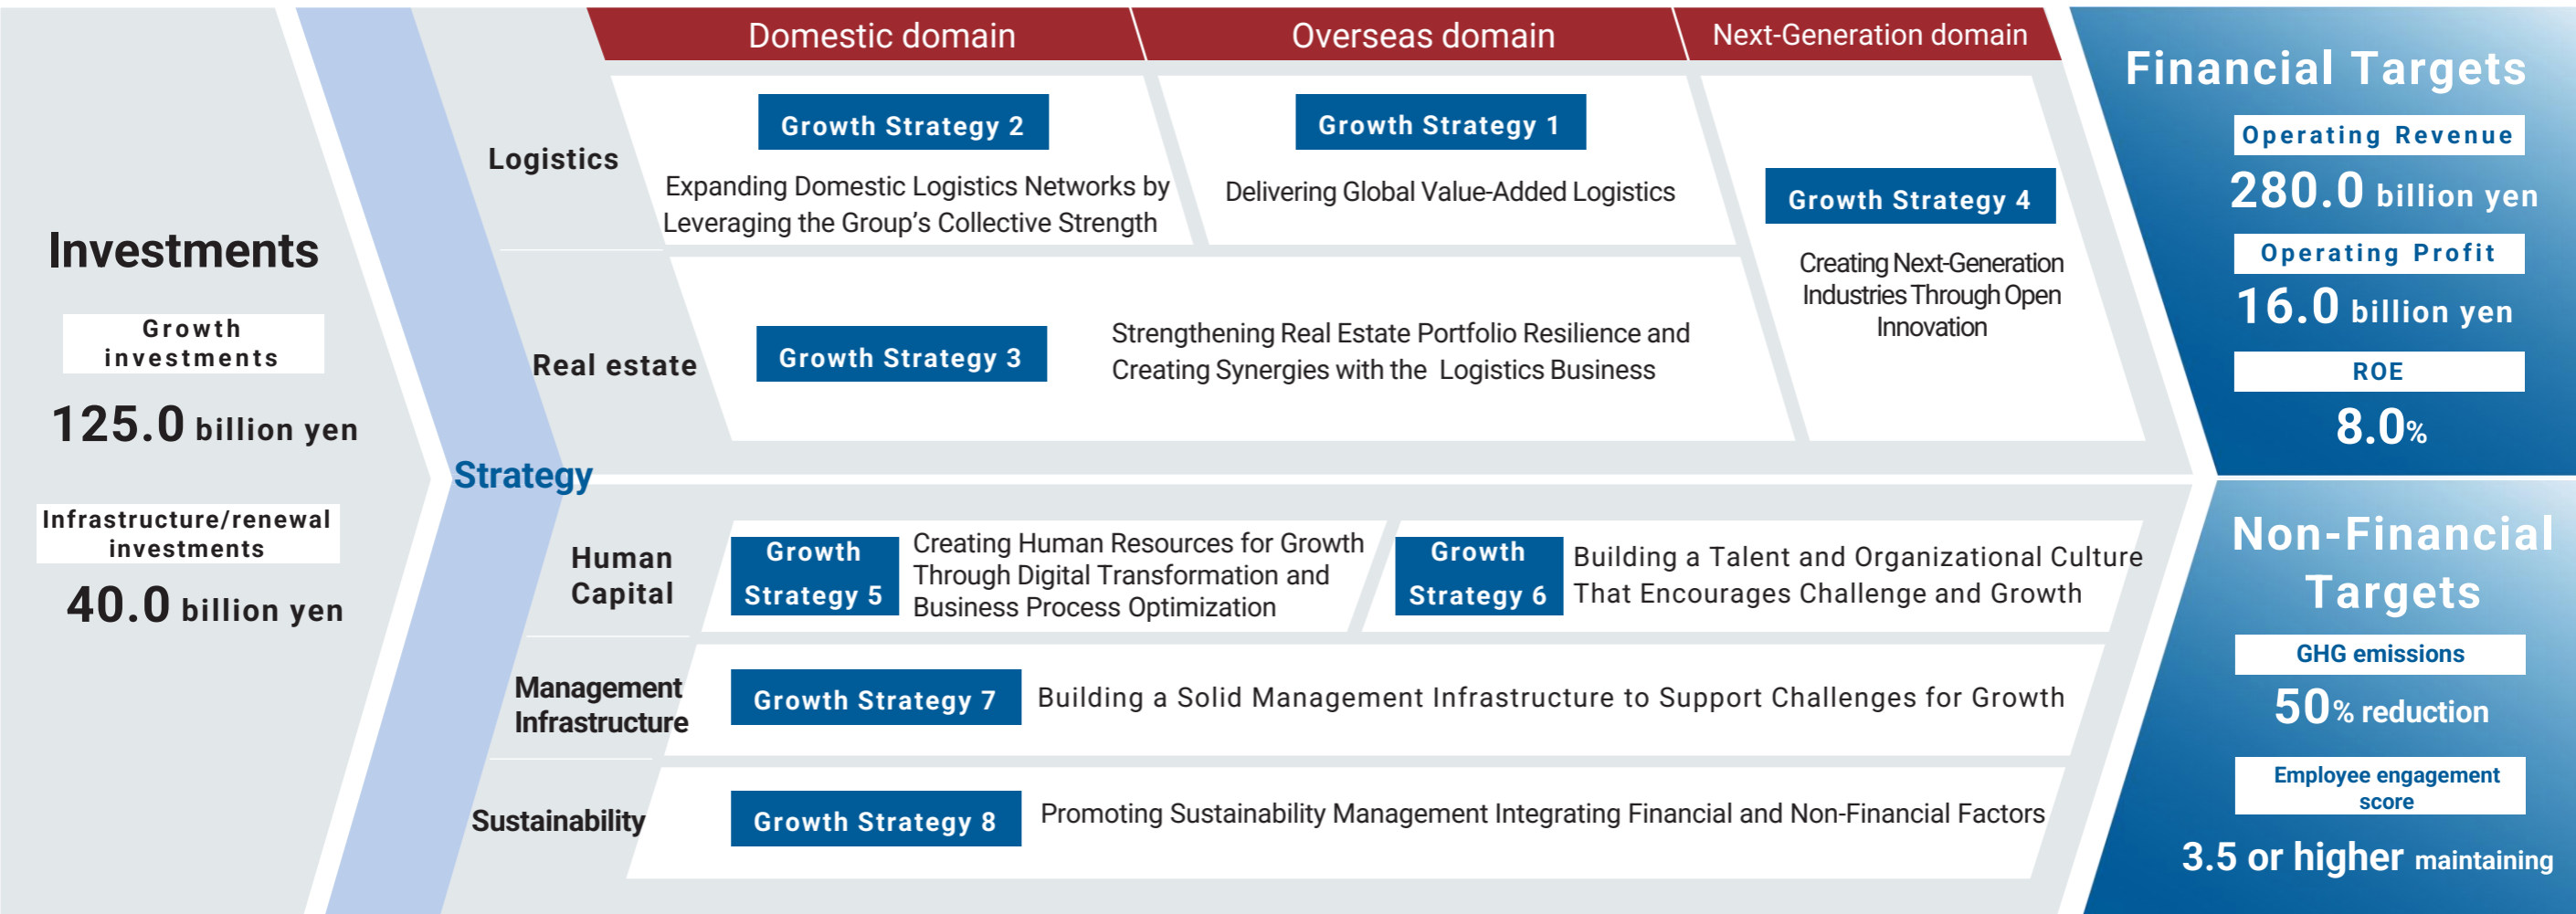 Investments
Growth
investments
125.0 billion yen
Infrastructure/renewal
investments
40.0 billion yen
Strategy
Domestic domain
Overseas domain
Next-Generation domain
Logistics
Growth Strategy 2
Expanding Domestic Logistics Networks by
Leveraging the Group's Collective Strength
Growth Strategy 1
Delivering Global Value-Added Logistics
Growth Strategy 4
Creating Next-Generation
Industries Through Open
Innovation
Real estate
Growth Strategy 3
Strengthening Real Estate Portfolio Resilience and
Creating Synergies with the Logistics Business
Human
Capital
Growth
Strategy 5
Creating Human Resources for Growth
Through Digital Transformation and
Business Process Optimization
Growth
Strategy 6
Building a Talent and Organizational Culture
That Encourages Challenge and Growth
Management
Infrastructure
Growth Strategy 7
Building a Solid Management Infrastructure to Support Challenges for Growth
Sustainability
Growth Strategy 8
Promoting Sustainability Management Integrating Financial and Non-Financial Factors
Financial Targets
Operating Revenue
280.0 billion yen
Operating Profit
16.0 billion yen
ROE
8.0%
Non-Financial
Targets
GHG emissions
50% reduction
Employee engagement
score
3.5 or higher maintaining